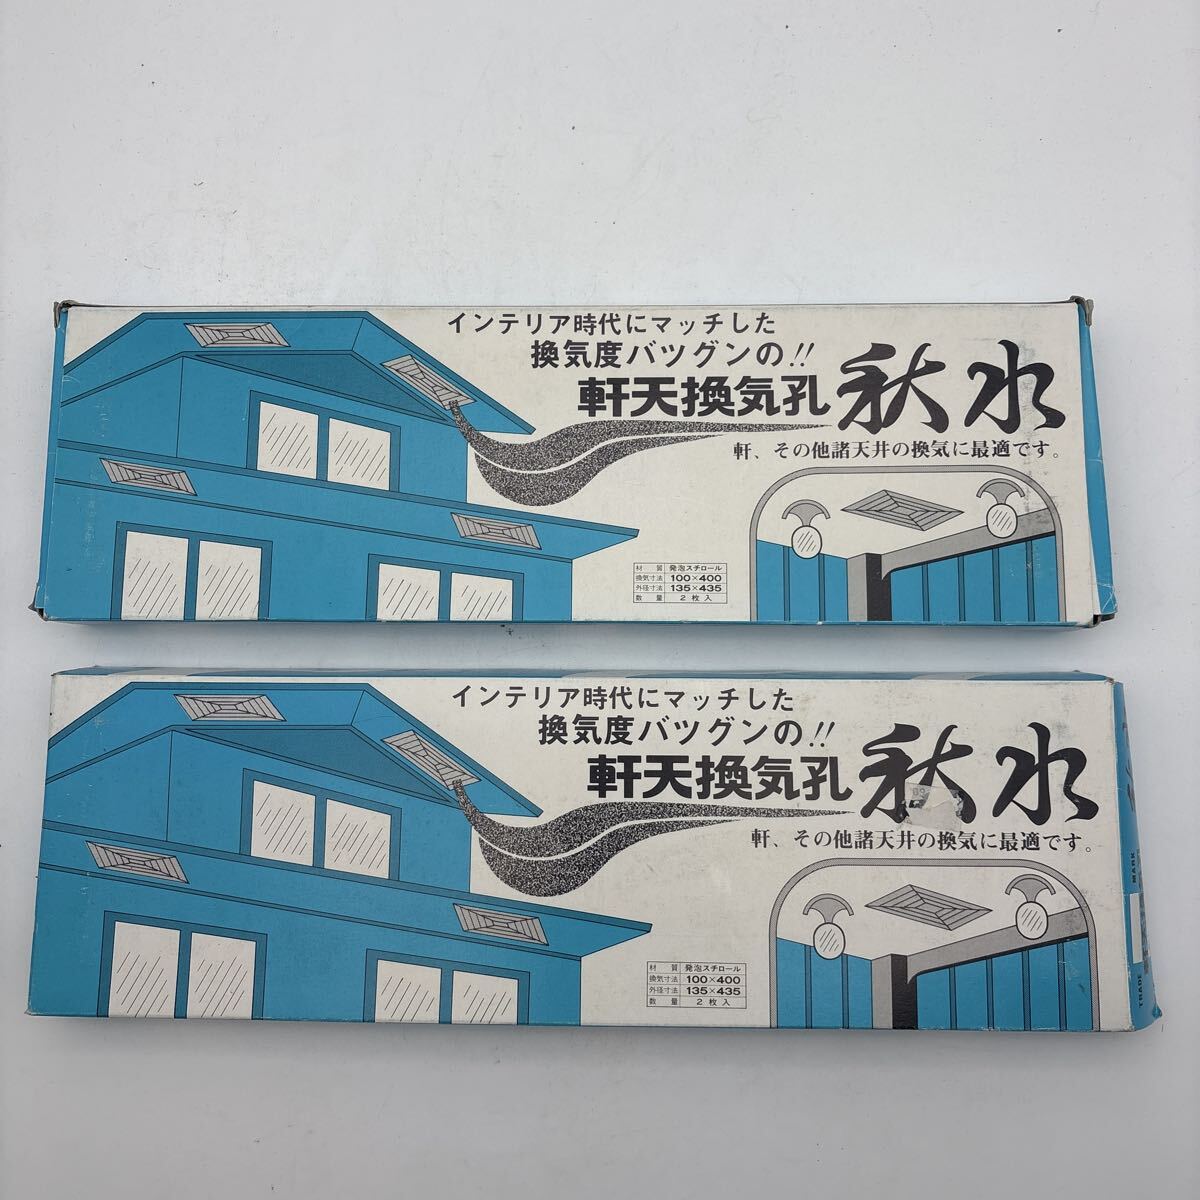 インテリア時代にマッチした
換気度バツグンの!!
軒天換気孔 秋水
軒、その他諸天井の換気に最適です。
材質 発泡スチロール
換気寸法 100×400
外径寸法 135×435
数量 2枚入
インテリア時代にマッチした
換気度バツグンの!!
軒天換気孔 秋水
軒、その他諸天井の換気に最適です。
材質 発泡スチロール
換気寸法 100×400
外径寸法 135×435
数量 2枚入
TRADE MARK